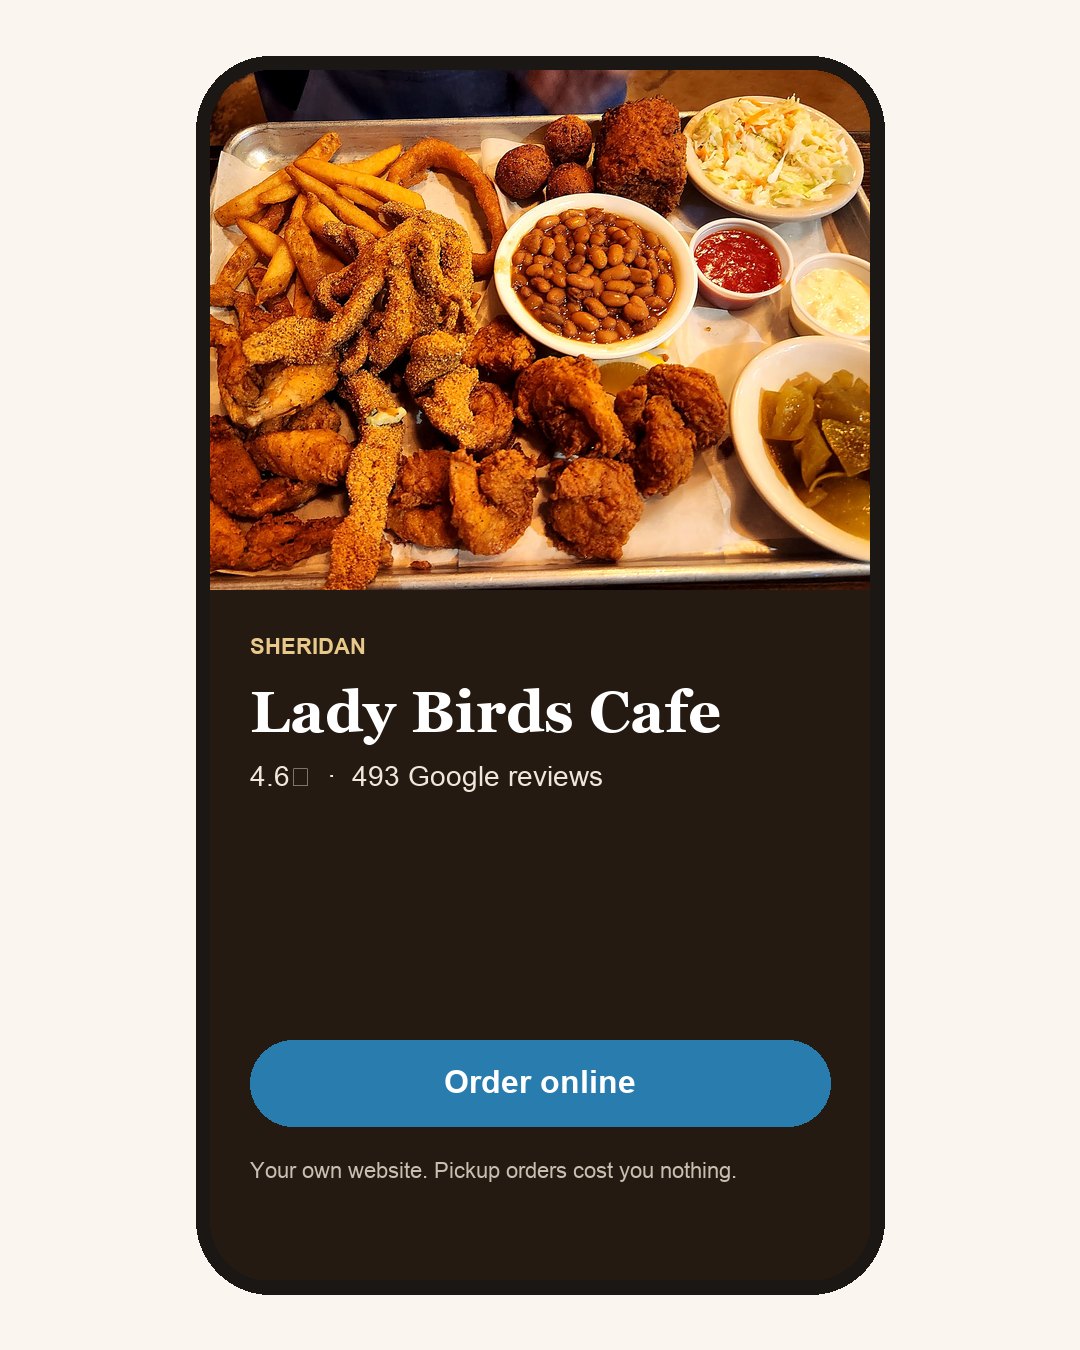 SHERIDAN
Lady Birds Cafe
4.6□ · 493 Google reviews
Order online
Your own website. Pickup orders cost you nothing.